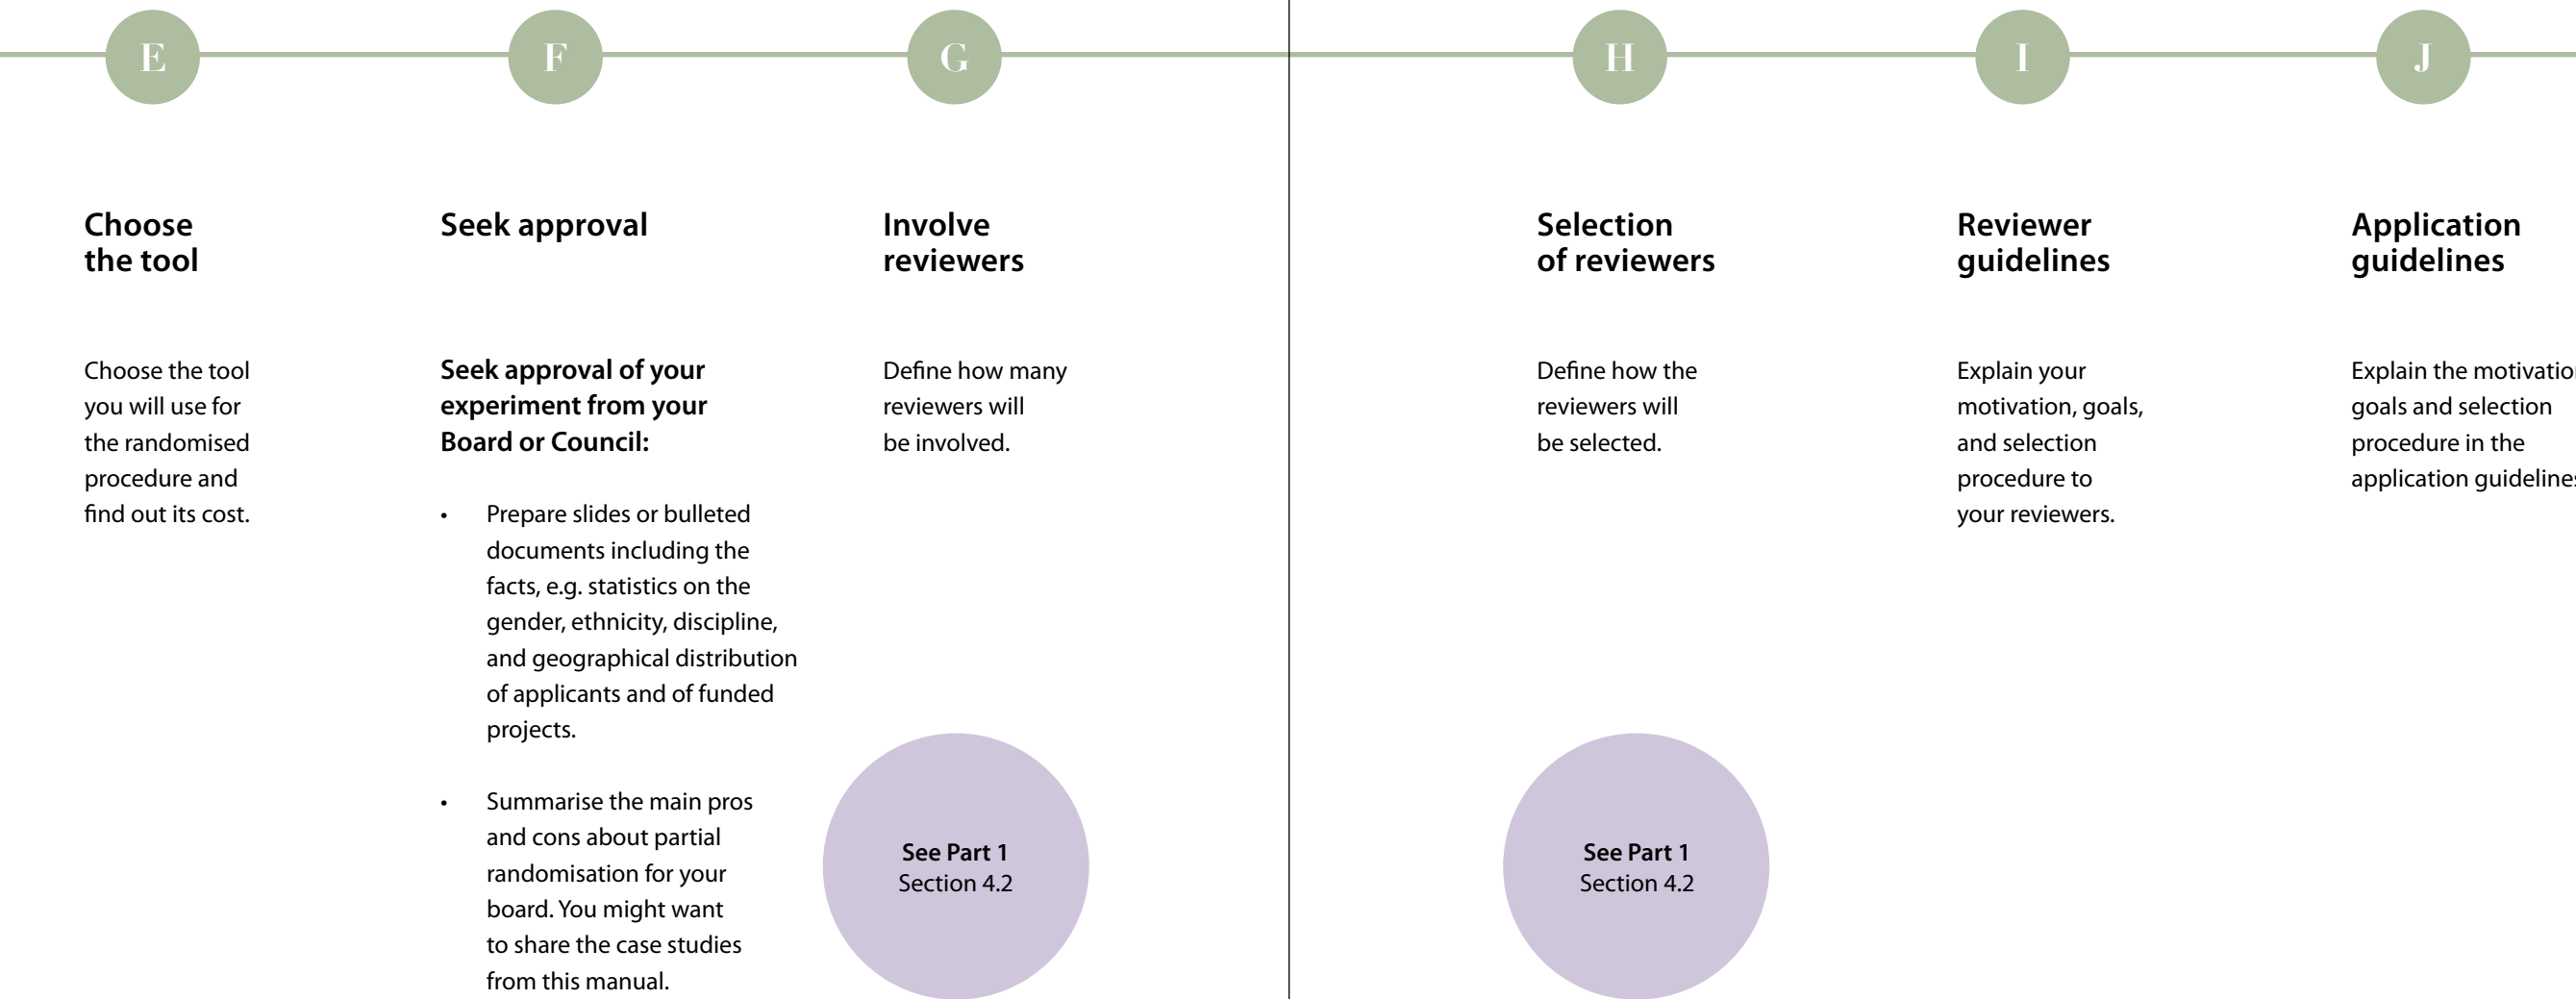 E
Choose
the tool
Choose the tool
you will use for
the randomised
procedure and
find out its cost.
F
Seek approval
Seek approval of your
experiment from your
Board or Council:
• Prepare slides or bulleted
documents including the
facts, e.g. statistics on the
gender, ethnicity, discipline,
and geographical distribution
of applicants and of funded
projects.
• Summarise the main pros
and cons about partial
randomisation for your
board. You might want
to share the case studies
from this manual.
G
Involve
reviewers
Define how many
reviewers will
be involved.
See Part 1
Section 4.2
H
Selection
of reviewers
Define how the
reviewers will
be selected.
See Part 1
Section 4.2
I
Reviewer
guidelines
Explain your
motivation, goals,
and selection
procedure to
your reviewers.
J
Application
guidelines
Explain the
goals and selection
procedure in the
application